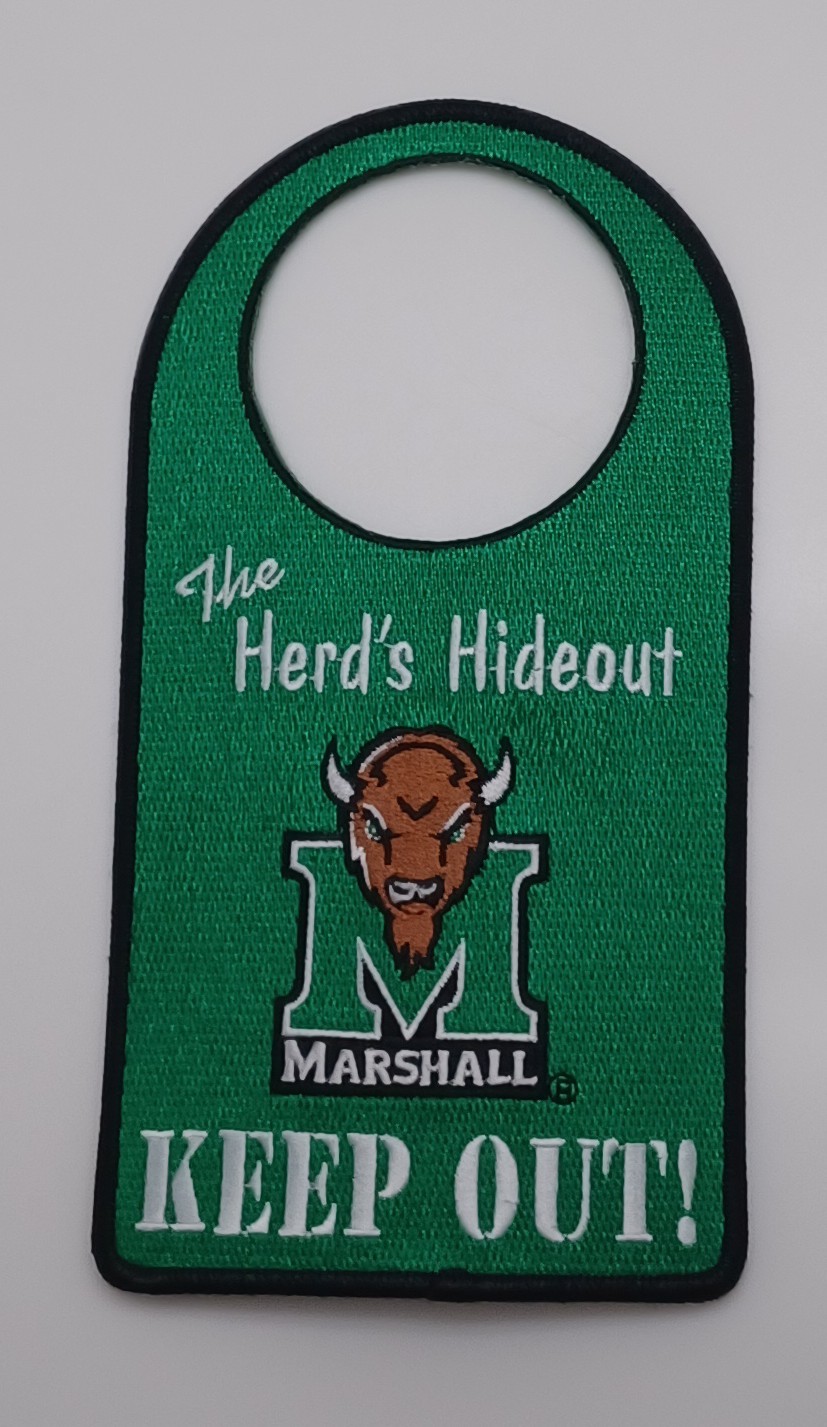 The
Herd's Hideout
M
MARSHALL ®
KEEP OUT!